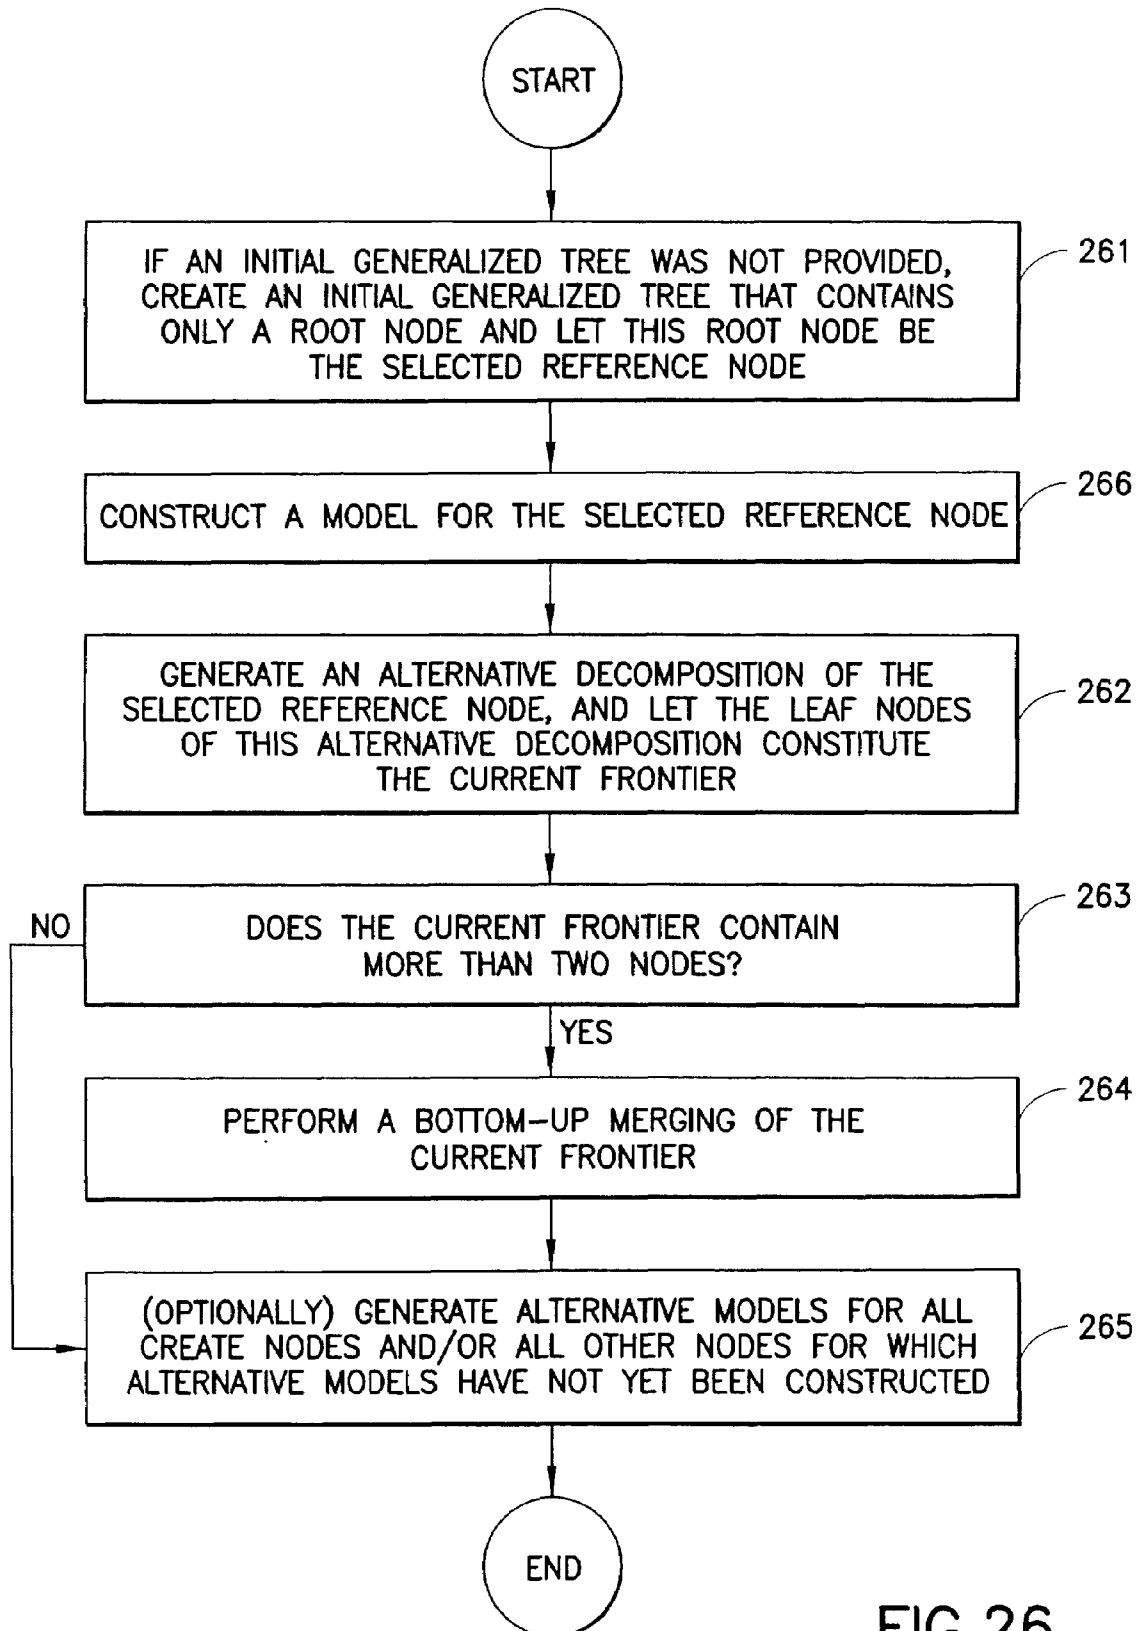 START
IF AN INITIAL GENERALIZED TREE WAS NOT PROVIDED,
CREATE AN INITIAL GENERALIZED TREE THAT CONTAINS
ONLY A ROOT NODE AND LET THIS ROOT NODE BE
THE SELECTED REFERENCE NODE
261
CONSTRUCT A MODEL FOR THE SELECTED REFERENCE NODE
266
GENERATE AN ALTERNATIVE DECOMPOSITION OF THE
SELECTED REFERENCE NODE, AND LET THE LEAF NODES
OF THIS ALTERNATIVE DECOMPOSITION CONSTITUTE
THE CURRENT FRONTIER
262
NO
DOES THE CURRENT FRONTIER CONTAIN
MORE THAN TWO NODES?
263
YES
PERFORM A BOTTOM-UP MERGING OF THE
CURRENT FRONTIER
264
(OPTIONALLY) GENERATE ALTERNATIVE MODELS FOR ALL
CREATE NODES AND/OR ALL OTHER NODES FOR WHICH
ALTERNATIVE MODELS HAVE NOT YET BEEN CONSTRUCTED
265
END
FIG.26